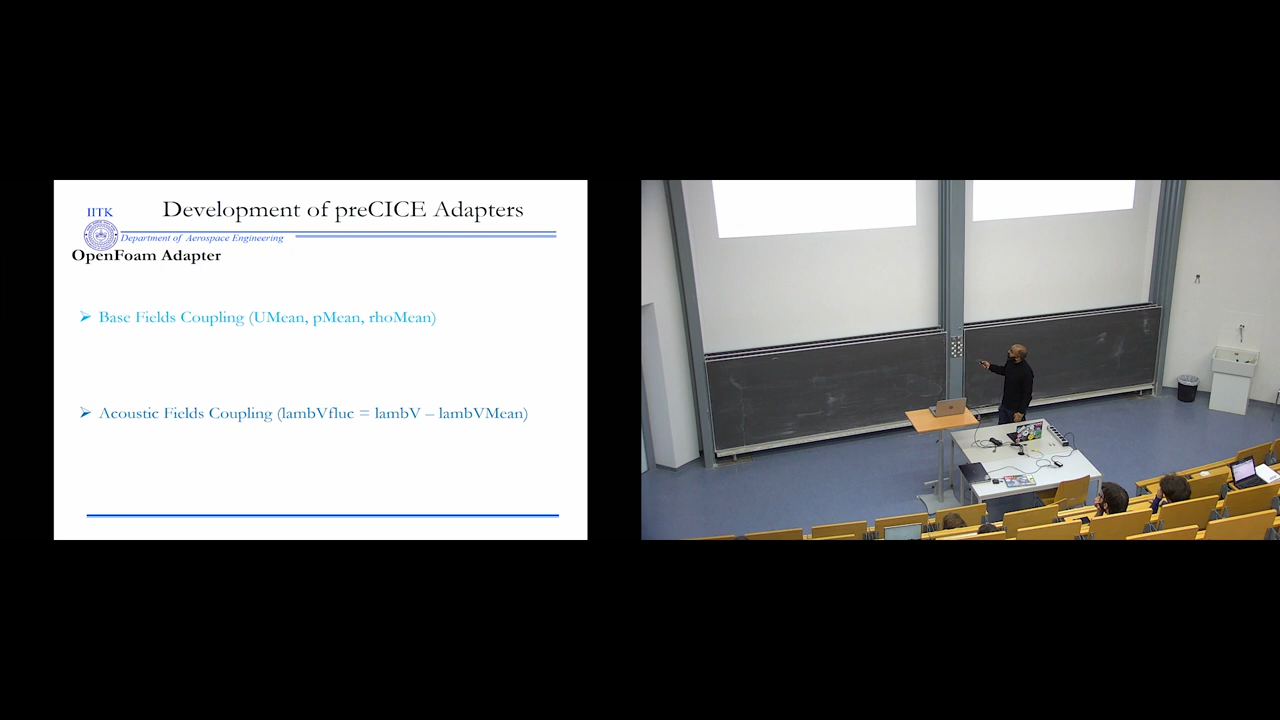 IITK
Development of preCICE Adapters
Department of Aerospace Engineering
OpenFoam Adapter
➢ Base Fields Coupling (UMean, pMean, rhoMean)
➢ Acoustic Fields Coupling (lambVfluc = lambV – lambVMean)